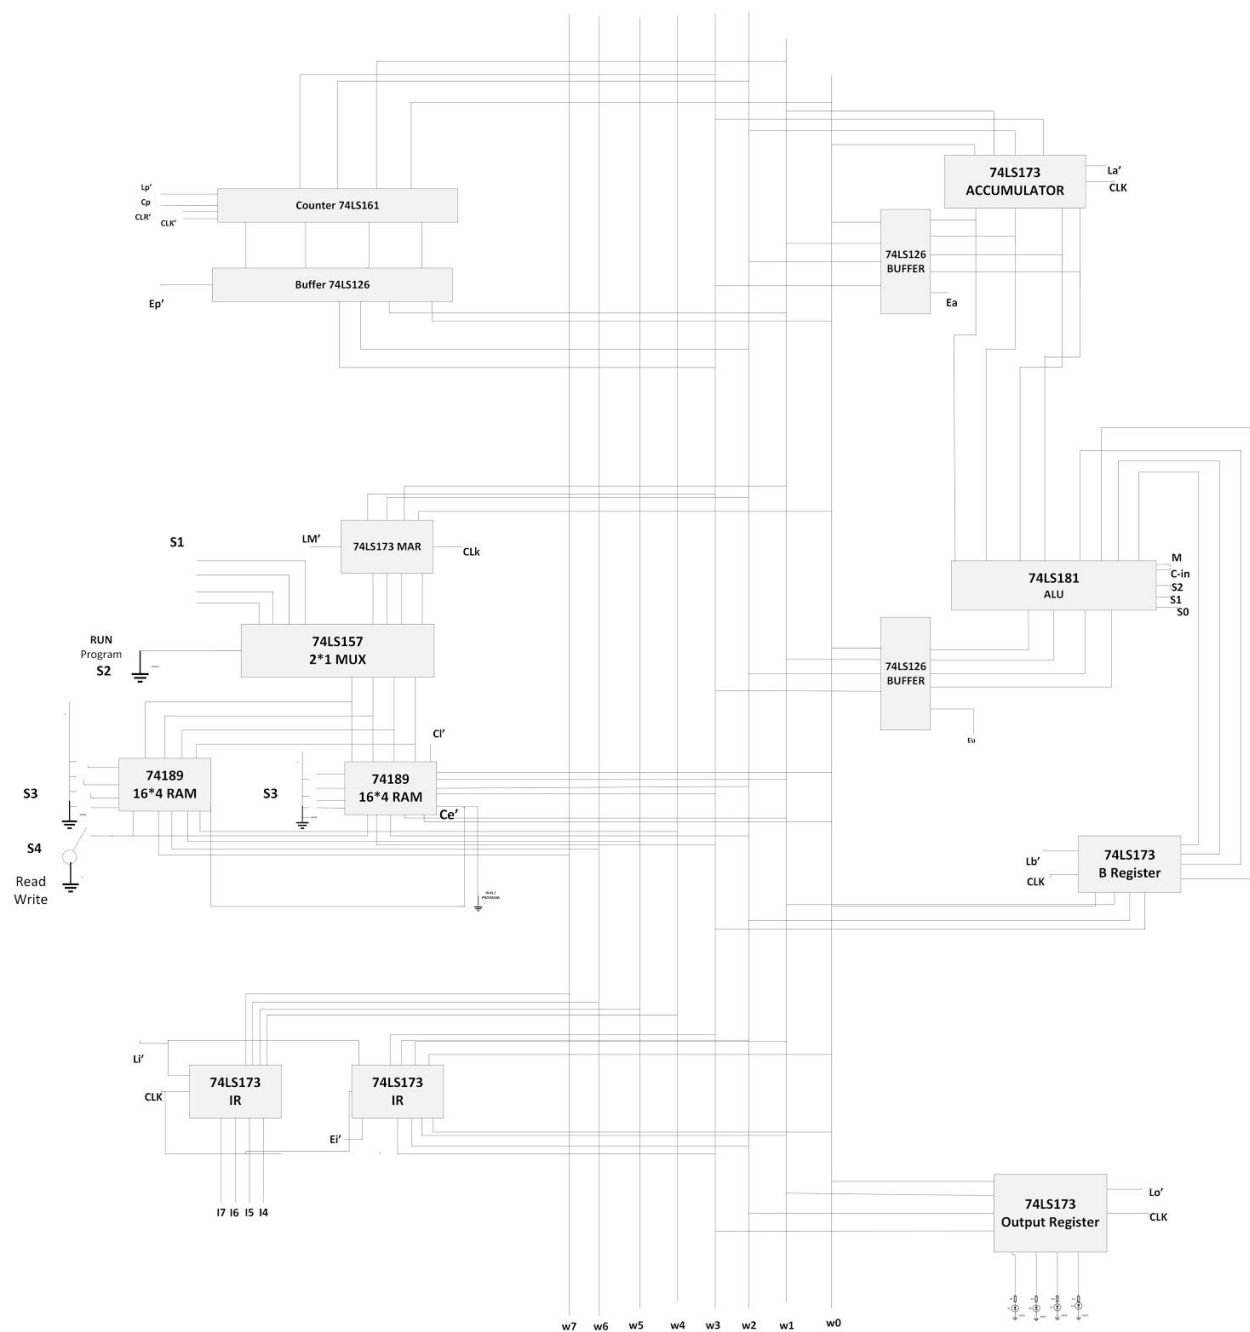 Lp'
Cp
CLR'
CLK'
Counter 74LS161
Buffer 74LS126
Ep'
74LS173
ACCUMULATOR
La'
CLK
74LS126
BUFFER
Ea
S1
LM'
74LS173 MAR
CLk
RUN
Program
S2
74LS157
2*1 MUX
74LS181
ALU
M
C-in
S2
S1
S0
74LS126
BUFFER
Eu
S3
74189
16*4 RAM
S3
74189
16*4 RAM
Cl'
Ce'
S4
Read
Write
RUN /
PROGRAM
Lb'
CLK
74LS173
B Register
Li'
CLK
74LS173
IR
74LS173
IR
Ei'
I7 I6 I5 I4
74LS173
Output Register
Lo'
CLK
w7 w6 w5 w4 w3 w2 w1 w0